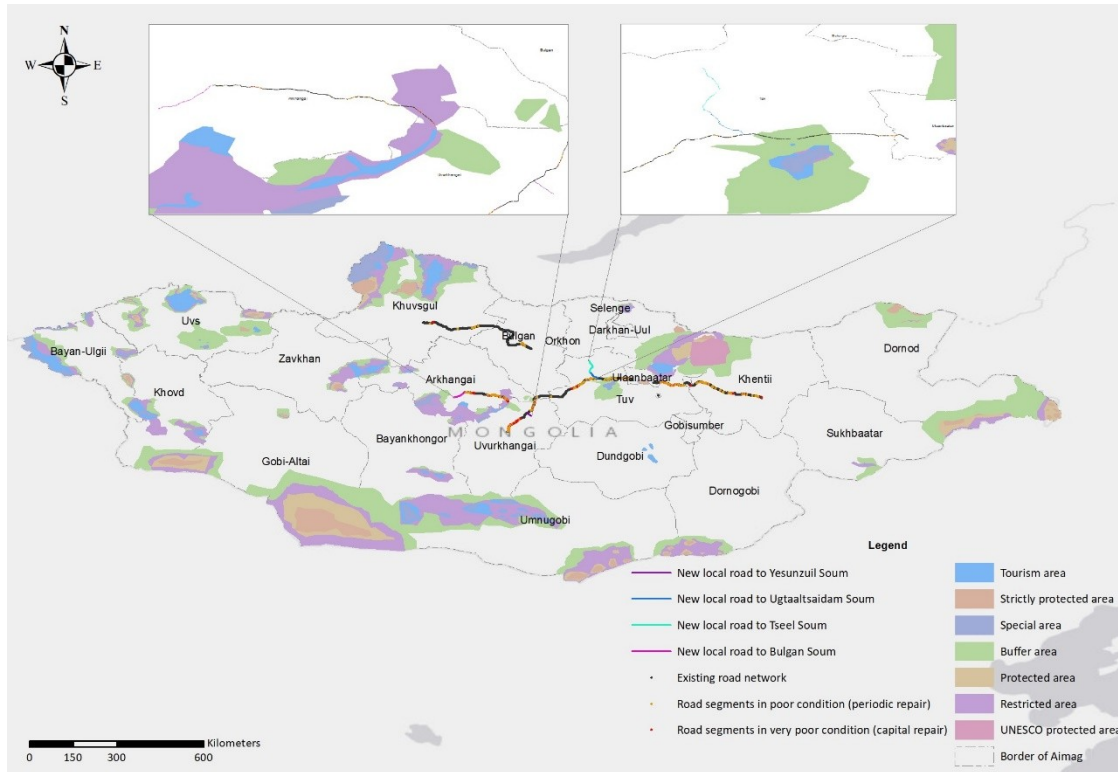 N
W E
S
Bulgan
Arkhangai
Tuv
Khuvsgul
Selenge
Darkhan-Uul
Dornod
Uvs
Bulgan
Orkhon
Bayan-Ulgii
Zavkhan
Arkhangai
Ulaanbaatar
Khentii
Khovd
Tuv
Bayankhongor
MONGOLIA
Gobisumber
Sukhbaatar
Uvurkhangai
Gobi-Altai
Dundgobi
Dornogobi
Umnugobi
Legend
New local road to Yesunzuil Soum
New local road to Ugtaaltsaidam Soum
New local road to Tseel Soum
New local road to Bulgan Soum
Existing road network
Road segments in poor condition (periodic repair)
Road segments in very poor condition (capital repair)
Tourism area
Strictly protected area
Special area
Buffer area
Protected area
Restricted area
UNESCO protected area
Border of Aimag
Kilometers
0 150 300 600